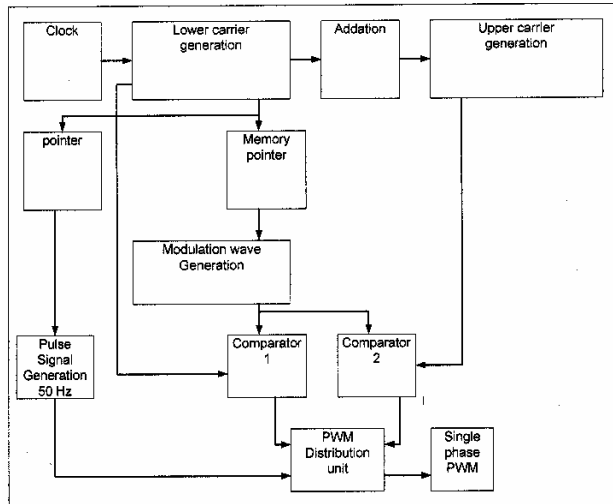 Clock
Lower carrier
generation
Addation
Upper carrier
generation
pointer
Memory
pointer
Modulation wave
Generation
Pulse
Signal
Generation
50 Hz
Comparator
1
Comparator
2
PWM
Distribution
unit
Single
phase
PWM